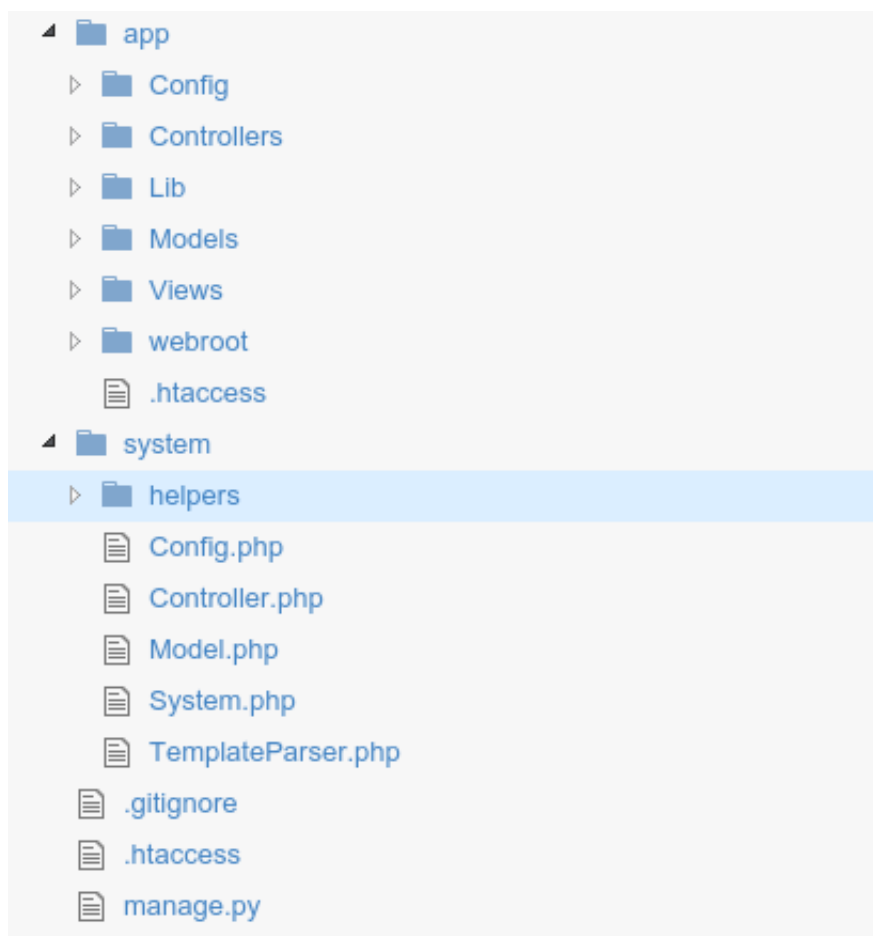 app
Config
Controllers
Lib
Models
Views
webroot
.htaccess
system
helpers
Config.php
Controller.php
Model.php
System.php
TemplateParser.php
.gitignore
.htaccess
manage.py